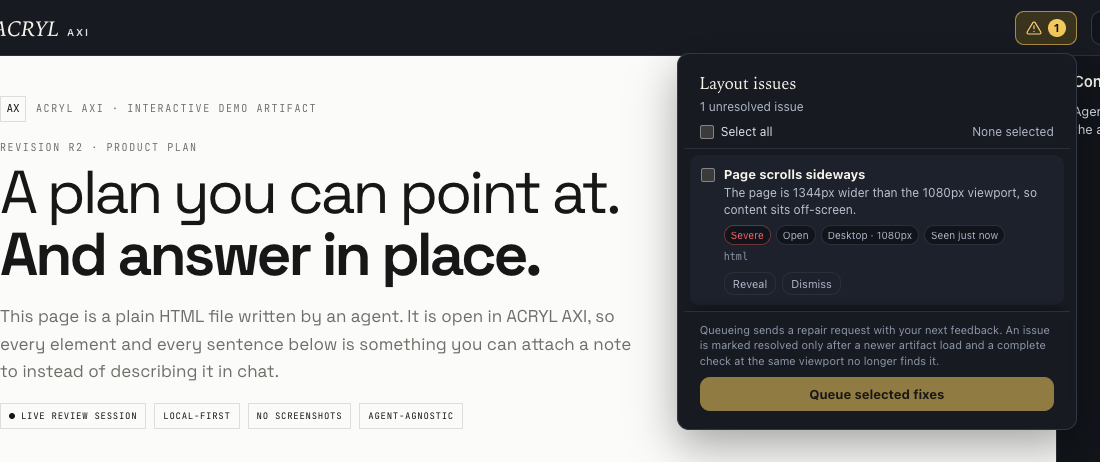 ACRYL AXI
1
AX ACRYL AXI · INTERACTIVE DEMO ARTIFACT
REVISION R2 · PRODUCT PLAN
A plan you can point at.
And answer in place.
This page is a plain HTML file written by an agent. It is open in ACRYL AXI, so
every element and every sentence below is something you can attach a note
to instead of describing it in chat.
LIVE REVIEW SESSION LOCAL-FIRST NO SCREENSHOTS AGENT-AGNOSTIC
Layout issues
1 unresolved issue
Select all None selected
Page scrolls sideways
The page is 1344px wider than the 1080px viewport, so
content sits off-screen.
Severe Open Desktop · 1080px Seen just now
html
Reveal Dismiss
Queueing sends a repair request with your next feedback. An issue
is marked resolved only after a newer artifact load and a complete
check at the same viewport no longer finds it.
Queue selected fixes